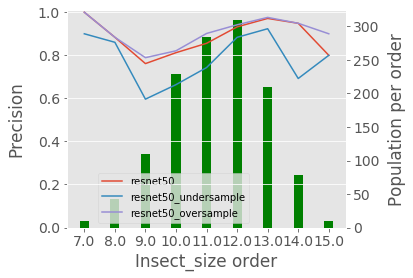 1.0
0.8
0.6
0.4
0.2
0.0
Precision
300
250
200
150
100
50
0
Population per order
resnet50
resnet50_undersample
resnet50_oversample
7.0 8.0 9.0 10.0 11.0 12.0 13.0 14.0 15.0
Insect_size order